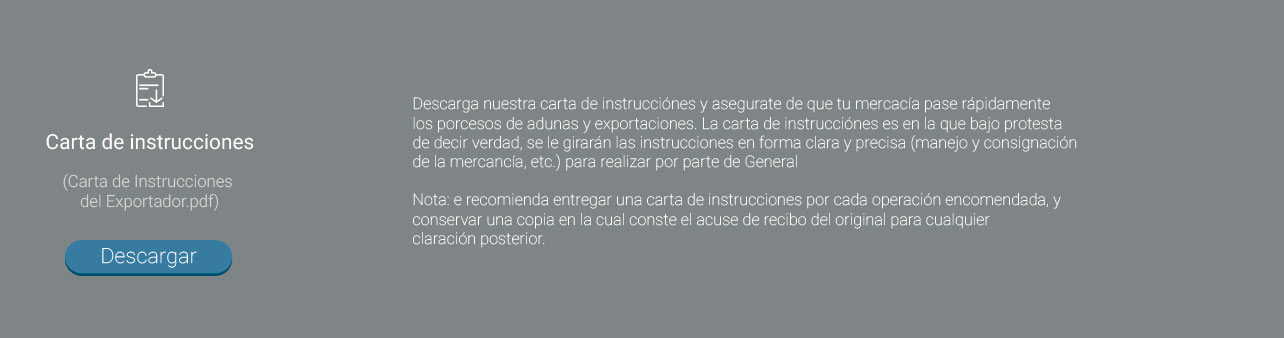 Carta de instrucciones
(Carta de Instrucciones
del Exportador.pdf)
Descargar
Descarga nuestra carta de instrucciónes y asegurate de que tu mercacía pase rápidamente
los porcesos de adunas y exportaciones. La carta de instrucciónes es en la que bajo protesta
de decir verdad, se le girarán las instrucciones en forma clara y precisa (manejo y consignación
de la mercancía, etc.) para realizar por parte de General
Nota: e recomienda entregar una carta de instrucciones por cada operación encomendada, y
conservar una copia en la cual conste el acuse de recibo del original para cualquier
claración posterior.